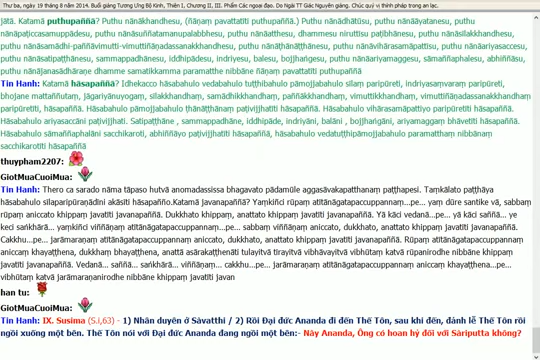 Thư ba, ngày 19 tháng 8 năm 2014. Buổi giảng Tương Ưng Bộ Kinh, Thiên I, Chương II, III. Phẩm Các ngoại đạo. Do Ngài TT Giác Nguyên giảng. Chúc quý vị thính pháp trong an lạc.
jātā. Katamā puthupaññā? Puthu nānākhandhesu, (ñāṇaṃ pavattatīti puthupaññā.) Puthu nānādhātūsu, puthu nānāāyatanesu, puthu
nānāpaṭiccasamuppādesu, puthu nānāsuññatamanupalabbhesu, puthu nānāatthesu, dhammesu niruttīsu paṭibhānesu, puthu nānāsīlakkhandhesu,
puthu nānāsamādhi-paññāvimutti-vimuttiñāṇadassanakkhandhesu, puthu nānāṭhānāṭṭhānesu, puthu nānāvihārasamāpattisu, puthu nānāariyasaccesu,
puthu nānāsatipaṭṭhānesu, sammappadhānesu, iddhipādesu, indriyesu, balesu, bojjhaṅgesu, puthu nānāariyamaggesu, sāmaññaphalesu, abhiññāsu,
puthu nānājanasādhāraṇe dhamme samatikkamma paramatthe nibbāne ñāṇaṃ pavattatīti puthupaññā
Tin Hanh: Katamā hāsapaññā? Idhekacco hāsabahulo vedabahulo tuṭṭhibahulo pāmojjabahulo sīlaṃ paripūreti, indriyasaṃvaraṃ paripūreti,
bhojane mattaññutaṃ, jāgariyānuyogaṃ, sīlakkhandhaṃ, samādhikkhandhaṃ, paññākkhandhaṃ, vimuttikkhandhaṃ, vimuttiñāṇadassanakkhandhaṃ
paripūretīti, hāsapaññā. Hāsabahulo pāmojjabahulo ṭhānāṭṭhānaṃ paṭivijjhatīti hāsapaññā. Hāsabahulo vihārasamāpattiyo paripūretīti hāsapaññā.
Hāsabahulo ariyasaccāni paṭivijjhati. Satipaṭṭhāne , sammappadhāne, iddhipāde, indriyāni, balāni , bojjhaṅgāni, ariyamaggaṃ bhāvetīti hāsapaññā.
Hāsabahulo sāmaññaphalāni sacchikaroti, abhiññāyo paṭivijjhatīti hāsapaññā, hāsabahulo vedatuṭṭhipāmojjabahulo paramatthaṃ nibbānaṃ
sacchikarotīti hāsapaññā
thuypham2207:
GiotMuaCuoiMua:
Tin Hanh: Thero ca sarado nāma tāpaso hutvā anomadassissa bhagavato pādamūle aggasāvakapatthanaṃ paṭṭhapesi. Taṃkālato paṭṭhāya
hāsabahulo sīlaparipūraṇādīni akāsīti hāsapañño.Katamā javanapaññā? Yaṃkiñci rūpaṃ atītānāgatapaccuppannaṃ...pe... yaṃ dūre santike vā, sabbaṃ
rūpaṃ aniccato khippaṃ javatīti javanapaññā. Dukkhato khippaṃ, anattato khippaṃ javatīti javanapaññā. Yā kāci vedanā...pe... yā kāci saññā... ye
keci saṅkhārā... yaṃkiñci viññāṇaṃ atītānāgatapaccuppannaṃ...pe... sabbaṃ viññāṇaṃ aniccato, dukkhato, anattato khippaṃ javatīti javanapaññā.
Cakkhu...pe... jarāmaraṇaṃ atītānāgatapaccuppannaṃ aniccato, dukkhato, anattato khippaṃ javatīti javanapaññā. Rūpaṃ atītānāgatapaccuppannaṃ
aniccaṃ khayaṭṭhena, dukkhaṃ bhayaṭṭhena, anattā asārakaṭṭhenāti tulayitvā tīrayitvā vibhāvayitvā vibhūtaṃ katvā rūpanirodhe nibbāne khippaṃ
javatīti javanapaññā. Vedanā... saññā... saṅkhārā... viññāṇaṃ... cakkhu...pe... jarāmaraṇaṃ atītānāgatapaccuppannaṃ aniccaṃ khayaṭṭhena...pe...
vibhūtaṃ katvā jarāmaraṇanirodhe nibbāne khippaṃ javatīti javan
han tu:
GiotMuaCuoiMua:
Tin Hanh: IX. Susima (S.i,63) - 1) Nhân duyên ở Sàvatthi / 2) Rồi Đại đức Ananda đi đến Thế Tôn, sau khi đến, đảnh lễ Thế Tôn rồi
ngồi xuống một bên. Thế Tôn nói với Đại đức Ananda đang ngồi một bên:- Này Ananda, Ông có hoan hỷ đối với Sàriputta không?